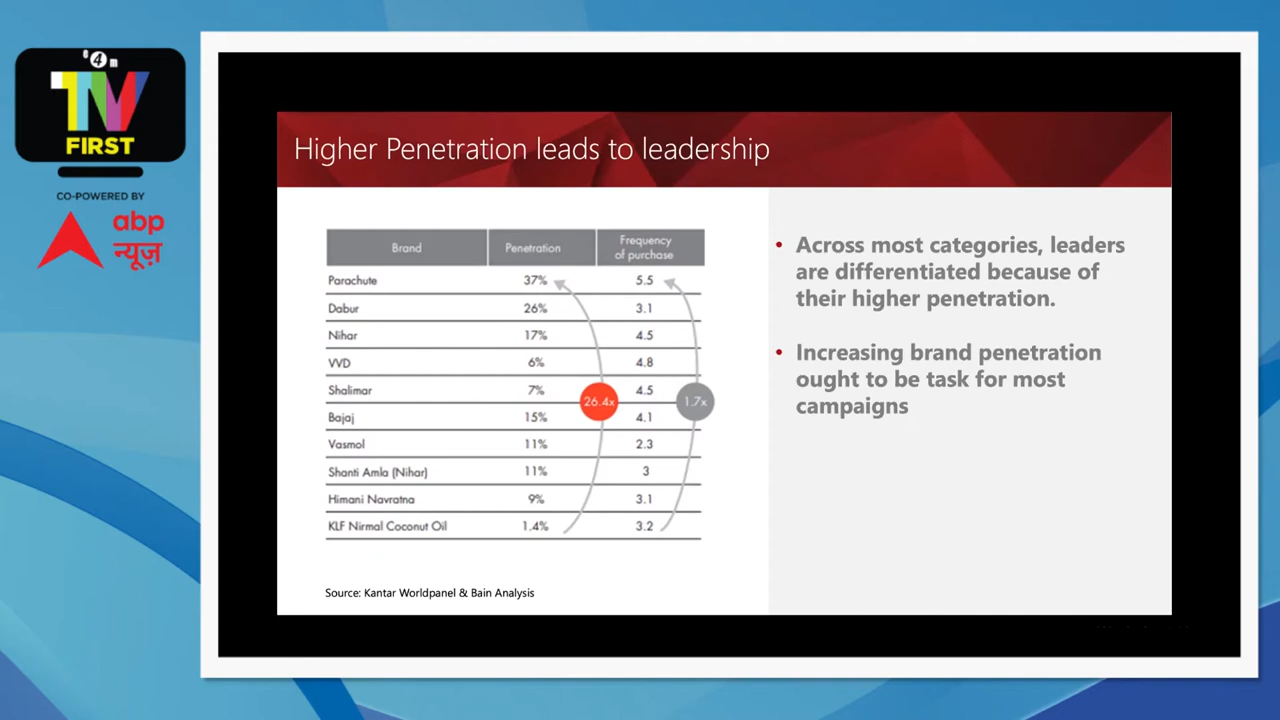 e4m
TV
FIRST
CO-POWERED BY
abp
न्यूज़
Higher Penetration leads to leadership
Brand Penetration Frequency of purchase
Parachute 37% 5.5
Dabur 26% 3.1
Nihar 17% 4.5
VVD 6% 4.8
Shalimar 7% 4.5
26.4x 1.7x
Bajaj 15% 4.1
Vasmol 11% 2.3
Shanti Amla (Nihar) 11% 3
Himani Navratna 9% 3.1
KLF Nirmal Coconut Oil 1.4% 3.2
Source: Kantar Worldpanel & Bain Analysis
• Across most categories, leaders
are differentiated because of
their higher penetration.
• Increasing brand penetration
ought to be task for most
campaigns